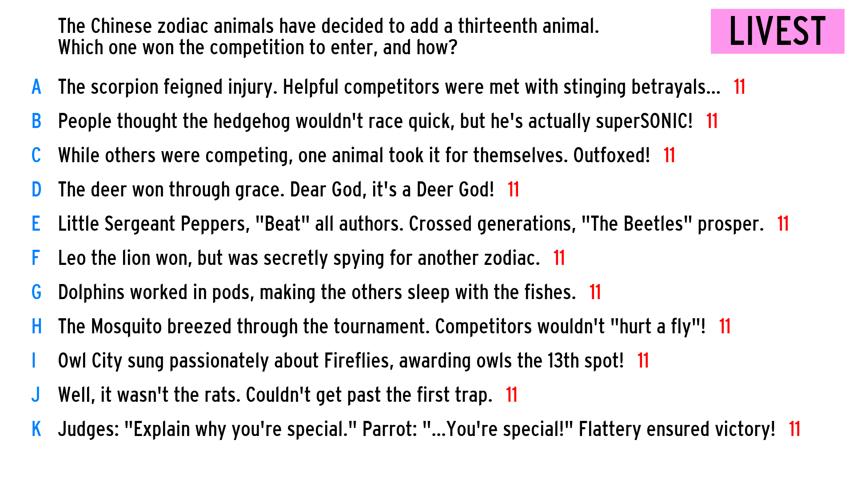 The Chinese zodiac animals have decided to add a thirteenth animal.
Which one won the competition to enter, and how?
LIVEST
A The scorpion feigned injury. Helpful competitors were met with stinging betrayals... 11
B People thought the hedgehog wouldn't race quick, but he's actually superSONIC! 11
C While others were competing, one animal took it for themselves. Outfoxed! 11
D The deer won through grace. Dear God, it's a Deer God! 11
E Little Sergeant Peppers, "Beat" all authors. Crossed generations, "The Beetles" prosper. 11
F Leo the lion won, but was secretly spying for another zodiac. 11
G Dolphins worked in pods, making the others sleep with the fishes. 11
H The Mosquito breezed through the tournament. Competitors wouldn't "hurt a fly"! 11
I Owl City sung passionately about Fireflies, awarding owls the 13th spot! 11
J Well, it wasn't the rats. Couldn't get past the first trap. 11
K Judges: "Explain why you're special." Parrot: "...You're special!" Flattery ensured victory! 11